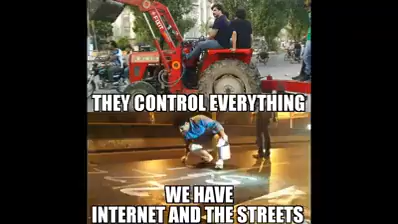 THEY CONTROL EVERYTHING
WE HAVE
INTERNET AND THE STREETS